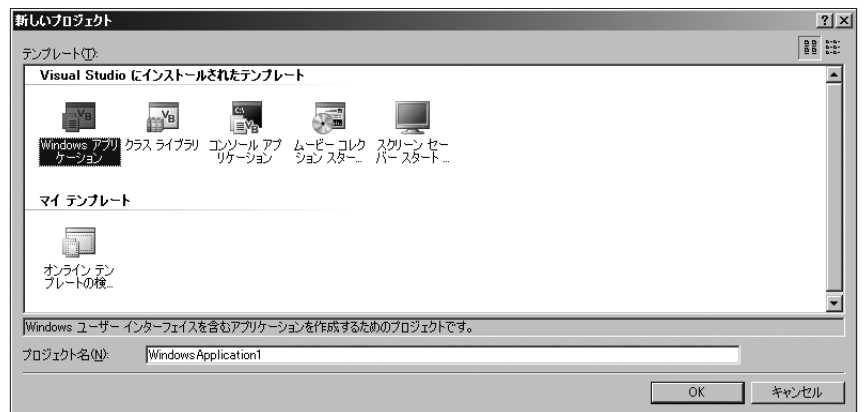 新しいプロジェクト
テンプレート(T):
Visual Studio にインストールされたテンプレート
VB
VB
C:\
VB
Windows アプリ
ケーション
クラス ライブラリ
コンソール アプ
リケーション
ムービー コレク
ション スター...
スクリーン セー
バー スタート ...
マイ テンプレート
オンライン テン
プレートの検...
Windows ユーザー インターフェイスを含むアプリケーションを作成するためのプロジェクトです。
プロジェクト名(N):
WindowsApplication1
OK
キャンセル